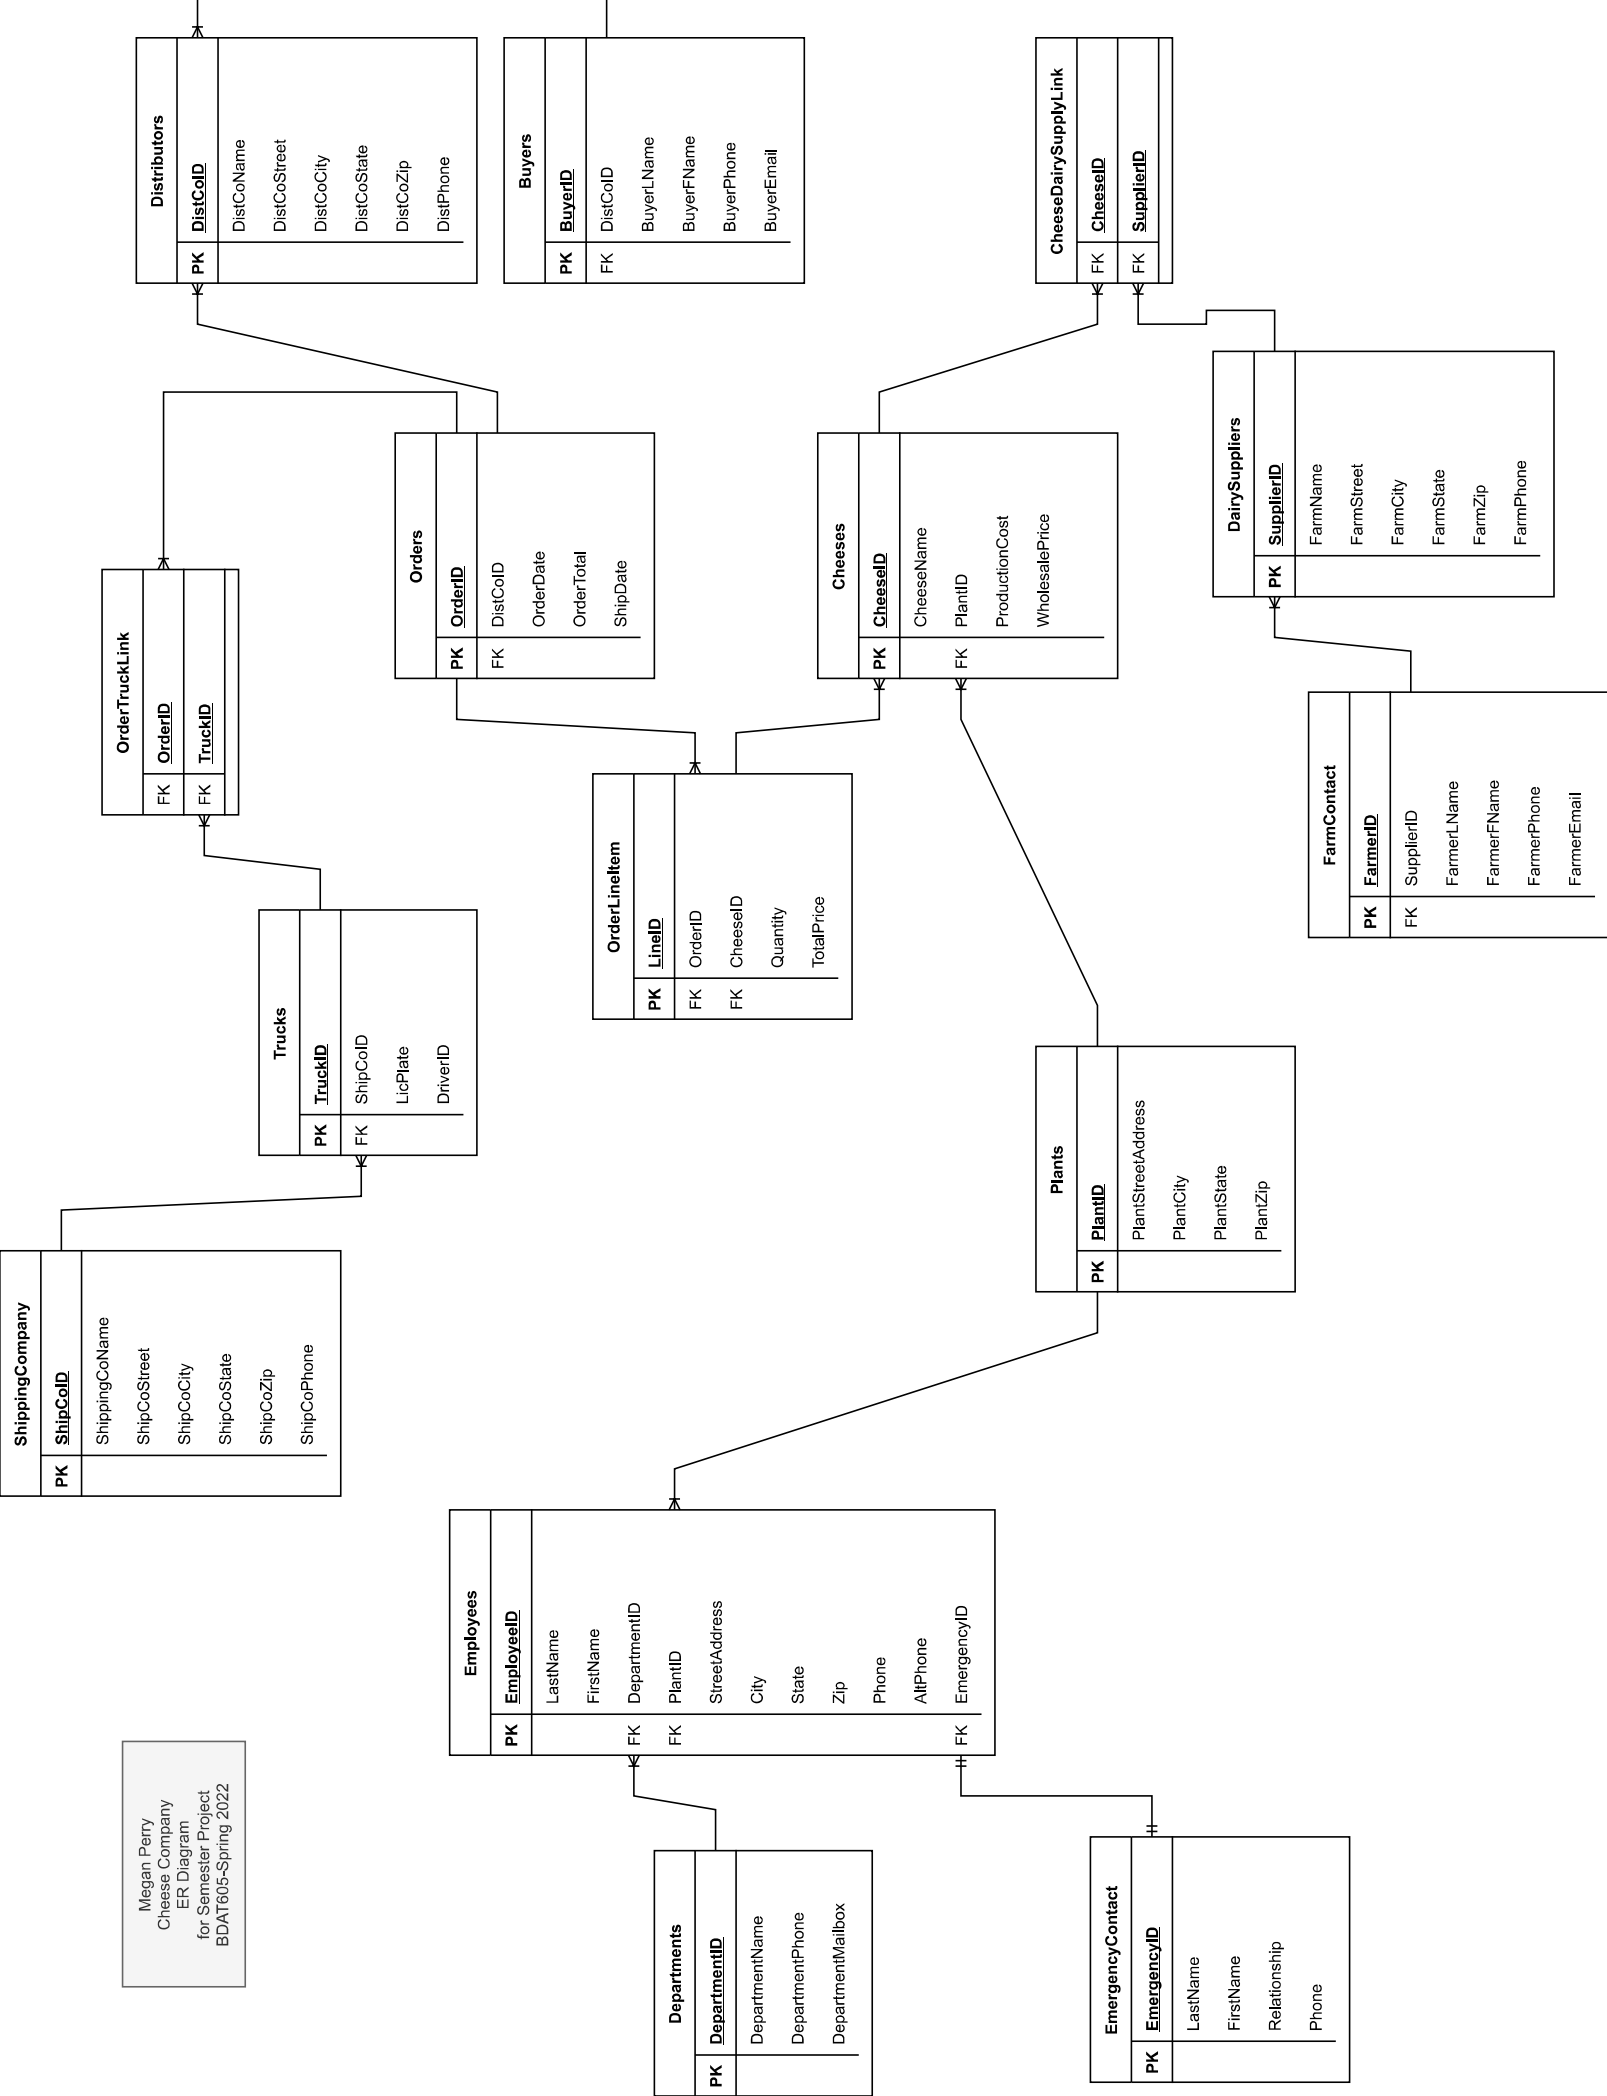 Megan Perry
Cheese Company
ER Diagram
for Semester Project
BDAT605-Spring 2022
ShippingCompany
PK ShipCoID
ShippingCoName
ShipCoStreet
ShipCoCity
ShipCoState
ShipCoZip
ShipCoPhone
Trucks
PK TruckID
FK ShipCoID
LicPlate
DriverID
OrderTruckLink
FK OrderID
FK TruckID
Distributors
PK DistCoID
DistCoName
DistCoStreet
DistCoCity
DistCoState
DistCoZip
DistPhone
Orders
PK OrderID
FK DistCoID
OrderDate
OrderTotal
ShipDate
Buyers
PK BuyerID
FK DistCoID
BuyerLName
BuyerFName
BuyerPhone
BuyerEmail
Employees
PK EmployeeID
LastName
FirstName
FK DepartmentID
FK PlantID
StreetAddress
City
State
Zip
Phone
AltPhone
FK EmergencyID
OrderLineItem
PK LineID
FK OrderID
FK CheeseID
Quantity
TotalPrice
Departments
PK DepartmentID
DepartmentName
DepartmentPhone
DepartmentMailbox
Cheeses
PK CheeseID
CheeseName
FK PlantID
ProductionCost
WholesalePrice
Plants
PK PlantID
PlantStreetAddress
PlantCity
PlantState
PlantZip
CheeseDairySupplyLink
FK CheeseID
FK SupplierID
EmergencyContact
PK EmergencyID
LastName
FirstName
Relationship
Phone
DairySuppliers
PK SupplierID
FarmName
FarmStreet
FarmCity
FarmState
FarmZip
FarmPhone
FarmContact
PK FarmerID
FK SupplierID
FarmerLName
FarmerFName
FarmerPhone
FarmerEmail